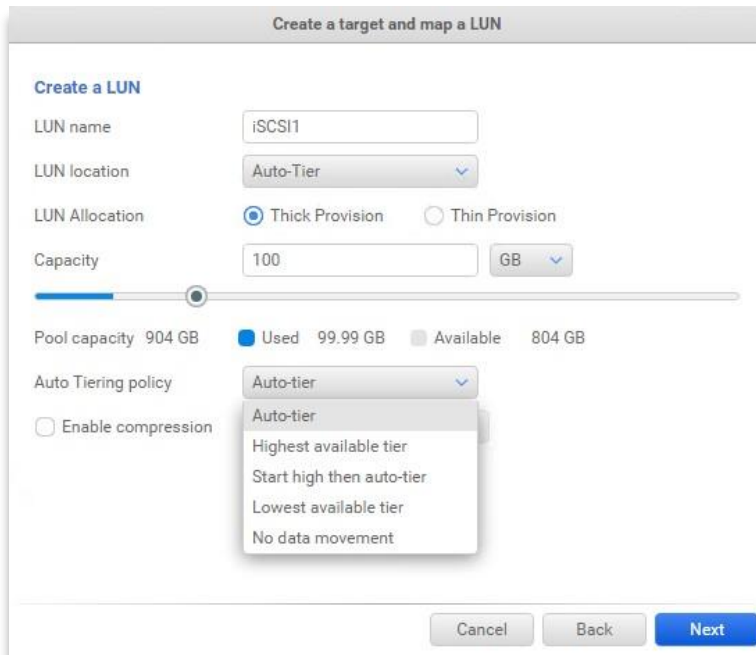 Create a target and map a LUN
Create a LUN
LUN name iSCSI1
LUN location Auto-Tier
LUN Allocation Thick Provision Thin Provision
Capacity 100 GB
Pool capacity 904 GB Used 99.99 GB Available 804 GB
Auto Tiering policy Auto-tier
Auto-tier
Enable compression
Highest available tier
Start high then auto-tier
Lowest available tier
No data movement
Cancel Back Next